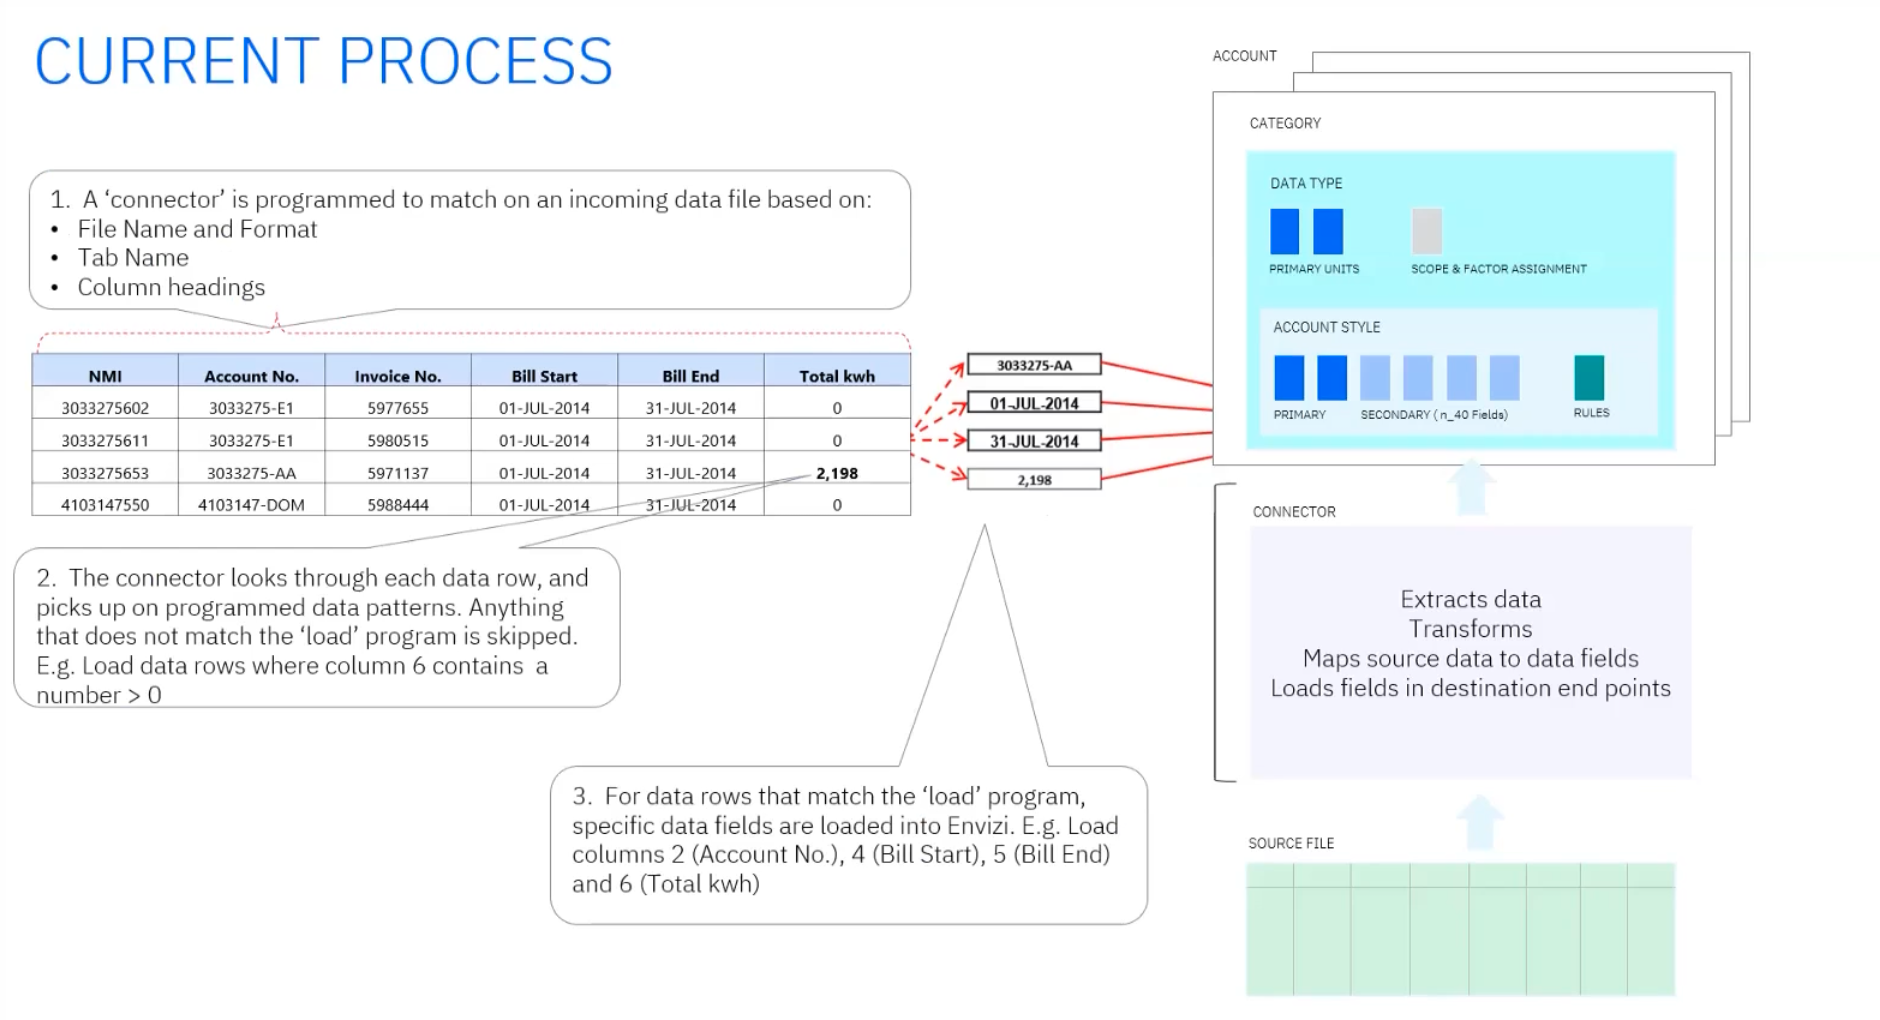 CURRENT PROCESS
1. A ‘connector’ is programmed to match on an incoming data file based on:
• File Name and Format
• Tab Name
• Column headings
NMI Account No. Invoice No. Bill Start Bill End Total kwh
3033275602 3033275-E1 5977655 01-JUL-2014 31-JUL-2014 0
3033275611 3033275-E1 5980515 01-JUL-2014 31-JUL-2014 0
3033275653 3033275-AA 5971137 01-JUL-2014 31-JUL-2014 2,198
4103147550 4103147-DOM 5988444 01-JUL-2014 31-JUL-2014 0
3033275-AA
01-JUL-2014
31-JUL-2014
2,198
2. The connector looks through each data row, and
picks up on programmed data patterns. Anything
that does not match the ‘load’ program is skipped.
E.g. Load data rows where column 6 contains a
number > 0
3. For data rows that match the ‘load’ program,
specific data fields are loaded into Envizi. E.g. Load
columns 2 (Account No.), 4 (Bill Start), 5 (Bill End)
and 6 (Total kwh)
ACCOUNT
CATEGORY
DATA TYPE
PRIMARY UNITS SCOPE & FACTOR ASSIGNMENT
ACCOUNT STYLE
PRIMARY SECONDARY ( n_40 Fields) RULES
CONNECTOR
Extracts data
Transforms
Maps source data to data fields
Loads fields in destination end points
SOURCE FILE